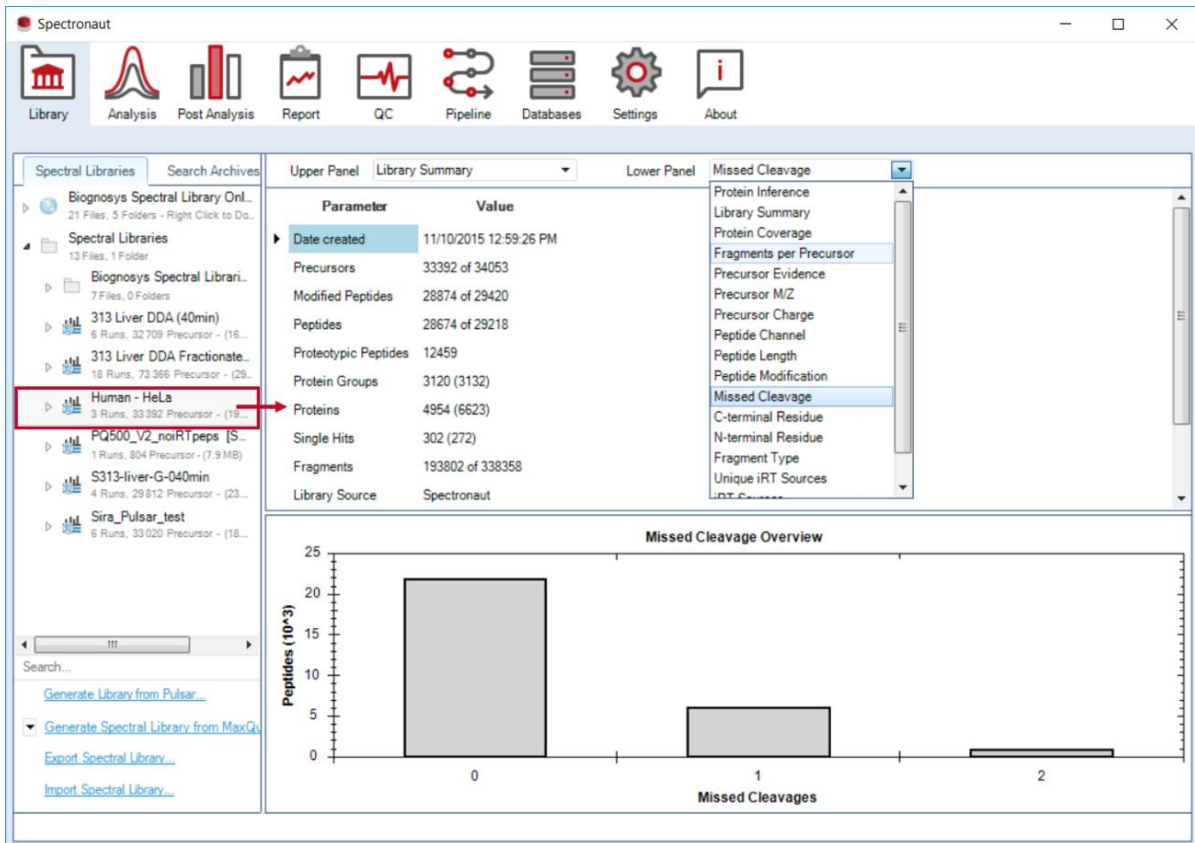 Spectronaut
Library Analysis Post Analysis Report QC Pipeline Databases Settings About
Spectral Libraries Search Archives
Biognosys Spectral Library Onl...
21 Files, 5 Folders - Right Click to Do...
Spectral Libraries
13 Files, 1 Folder
Biognosys Spectral Librari...
7 Files, 0 Folders
313 Liver DDA (40min)
6 Runs, 32 709 Precursor - (16...
313 Liver DDA Fractionate...
18 Runs, 73 366 Precursor - (29...
Human - HeLa
3 Runs, 33 392 Precursor - (19...
PQ500_V2_noiRTpeps [S...
1 Runs, 804 Precursor - (7.9 MB)
S313-liver-G-040min
4 Runs, 29 812 Precursor - (23...
Sira_Pulsar_test
6 Runs, 33 020 Precursor - (18...
Search...
Generate Library from Pulsar...
Generate Spectral Library from MaxQu
Export Spectral Library...
Import Spectral Library...
Upper Panel Library Summary Lower Panel Missed Cleavage
Parameter Value
Date created 11/10/2015 12:59:26 PM
Precursors 33392 of 34053
Modified Peptides 28874 of 29420
Peptides 28674 of 29218
Proteotypic Peptides 12459
Protein Groups 3120 (3132)
Proteins 4954 (6623)
Single Hits 302 (272)
Fragments 193802 of 338358
Library Source Spectronaut
Protein Inference
Library Summary
Protein Coverage
Fragments per Precursor
Precursor Evidence
Precursor M/Z
Precursor Charge
Peptide Channel
Peptide Length
Peptide Modification
Missed Cleavage
C-terminal Residue
N-terminal Residue
Fragment Type
Unique iRT Sources
iRT Sources
Missed Cleavage Overview
Peptides (10^3)
25
20
15
10
5
0
0 1 2
Missed Cleavages